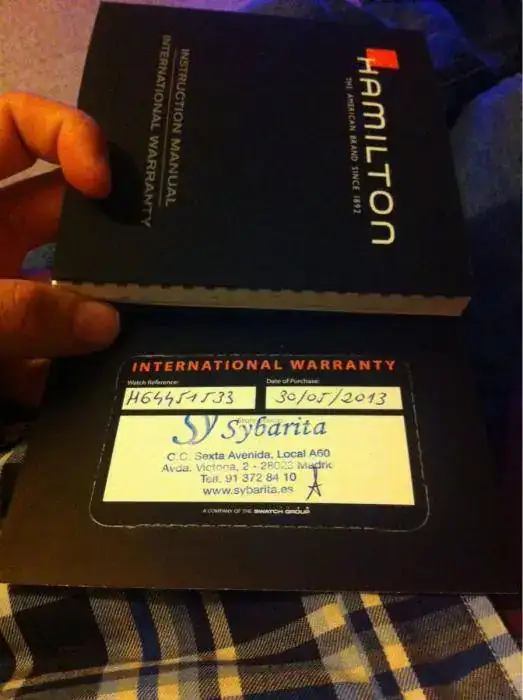 HAMILTON
THE AMERICAN BRAND SINCE 1892
INSTRUCTION MANUAL
INTERNATIONAL WARRANTY
INTERNATIONAL WARRANTY
Watch Reference: Date of Purchase:
H64451533 30/05/2013
Sy Sybarita
C.C. Sexta Avenida, Local A60
Avda. Victoria, 2 - 28023 Madrid
Telf. 91 372 84 10
www.sybarita.es
A COMPANY OF THE SWATCH GROUP